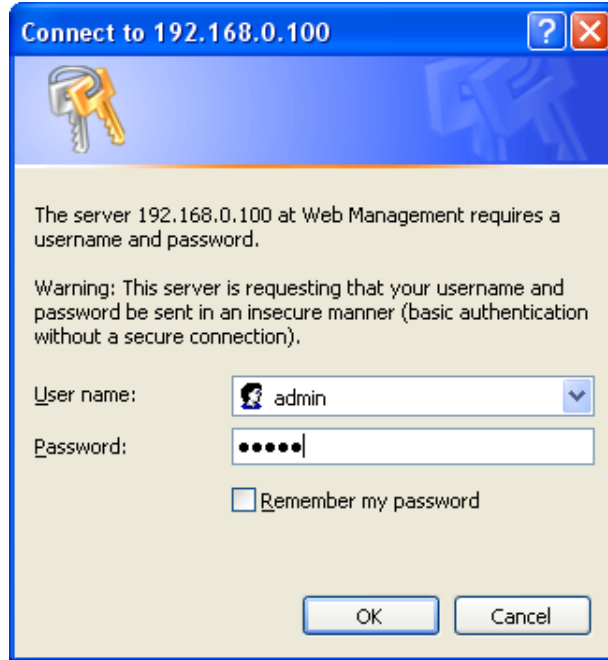 Connect to 192.168.0.100
The server 192.168.0.100 at Web Management requires a
username and password.
Warning: This server is requesting that your username and
password be sent in an insecure manner (basic authentication
without a secure connection).
User name:
admin
Password:
•••••
Remember my password
OK
Cancel